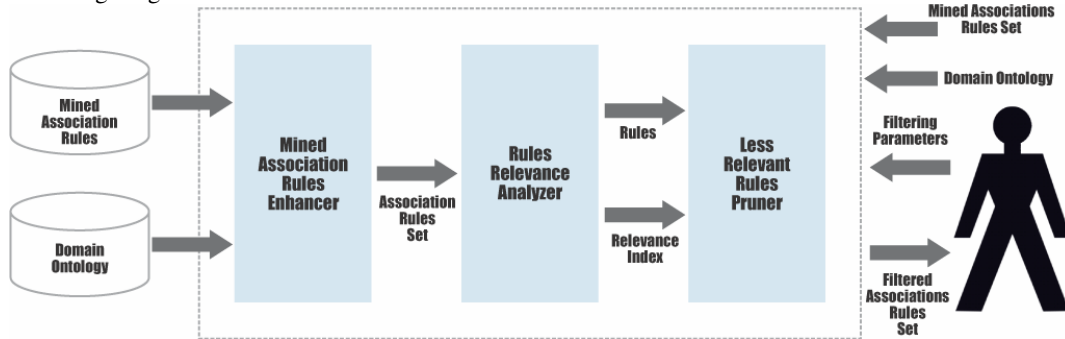 Mined
Association
Rules
Domain
Ontology
Mined
Association
Rules
Enhancer
Association
Rules
Set
Rules
Relevance
Analyzer
Rules
Relevance
Index
Less
Relevant
Rules
Pruner
Mined Associations
Rules Set
Domain Ontology
Filtering
Parameters
Filtered
Associations
Rules
Set